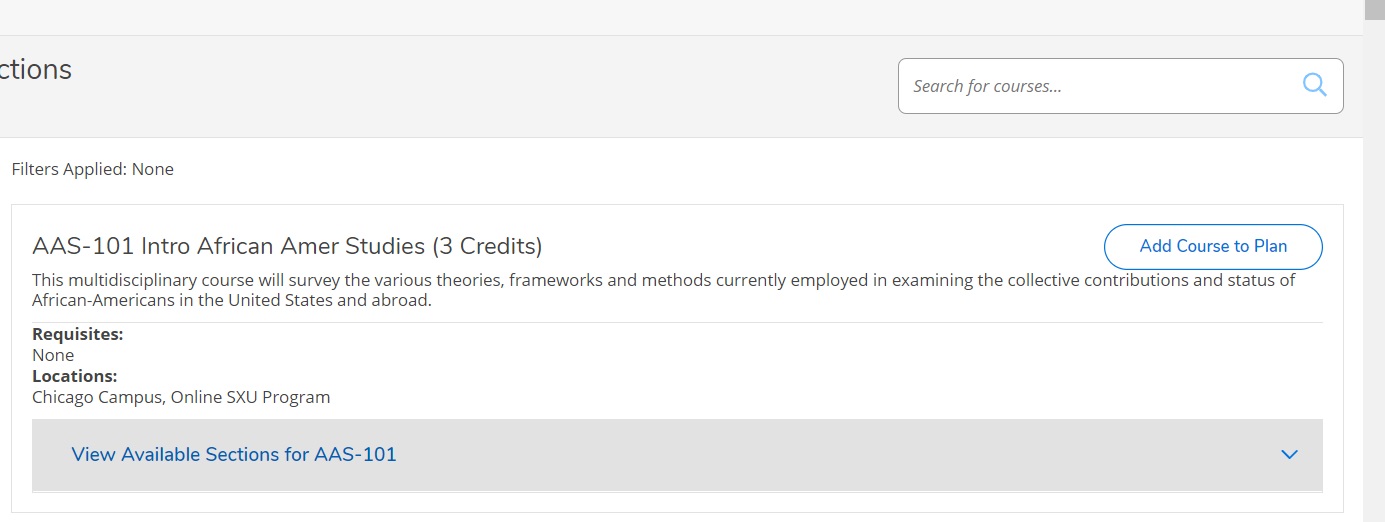 ctions
Search for courses...
Filters Applied: None
AAS-101 Intro African Amer Studies (3 Credits)
Add Course to Plan
This multidisciplinary course will survey the various theories, frameworks and methods currently employed in examining the collective contributions and status of
African-Americans in the United States and abroad.
Requisites:
None
Locations:
Chicago Campus, Online SXU Program
View Available Sections for AAS-101